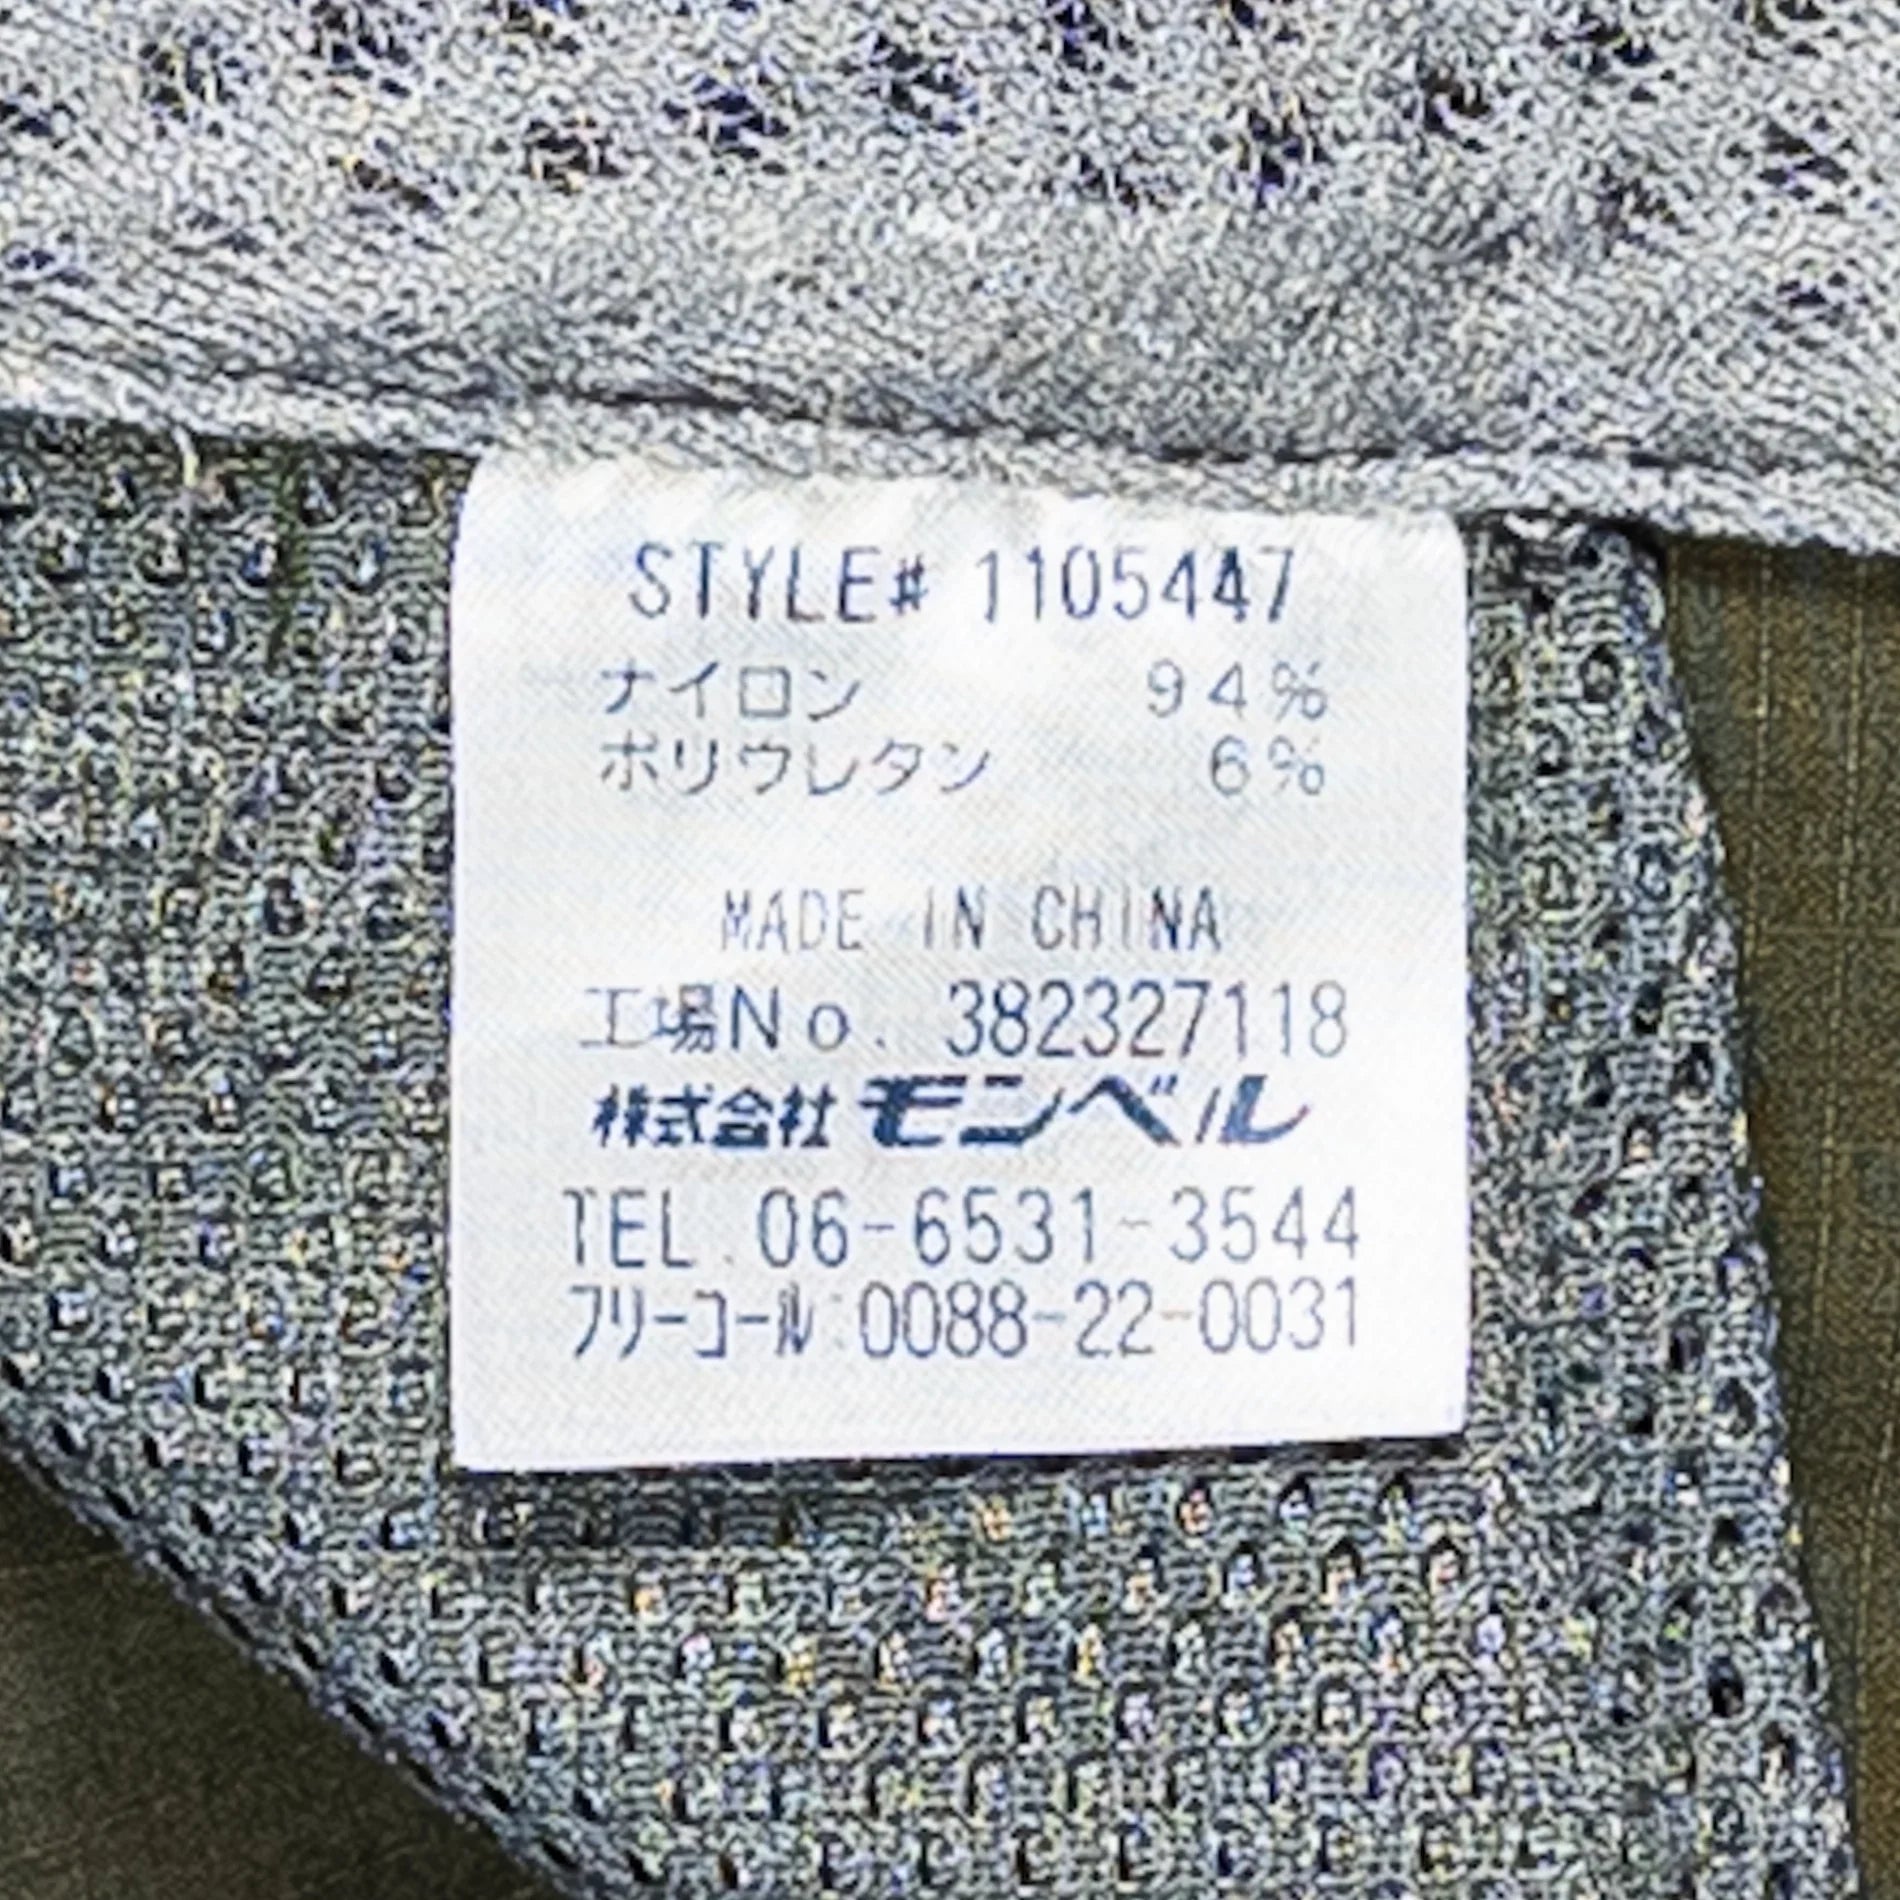 STYLE# 1105447
ナイロン 94%
ポリウレタン 6%
MADE IN CHINA
工場No. 382327118
株式会社モンベル
TEL. 06-6531-3544
フリーコール:0088-22-0031